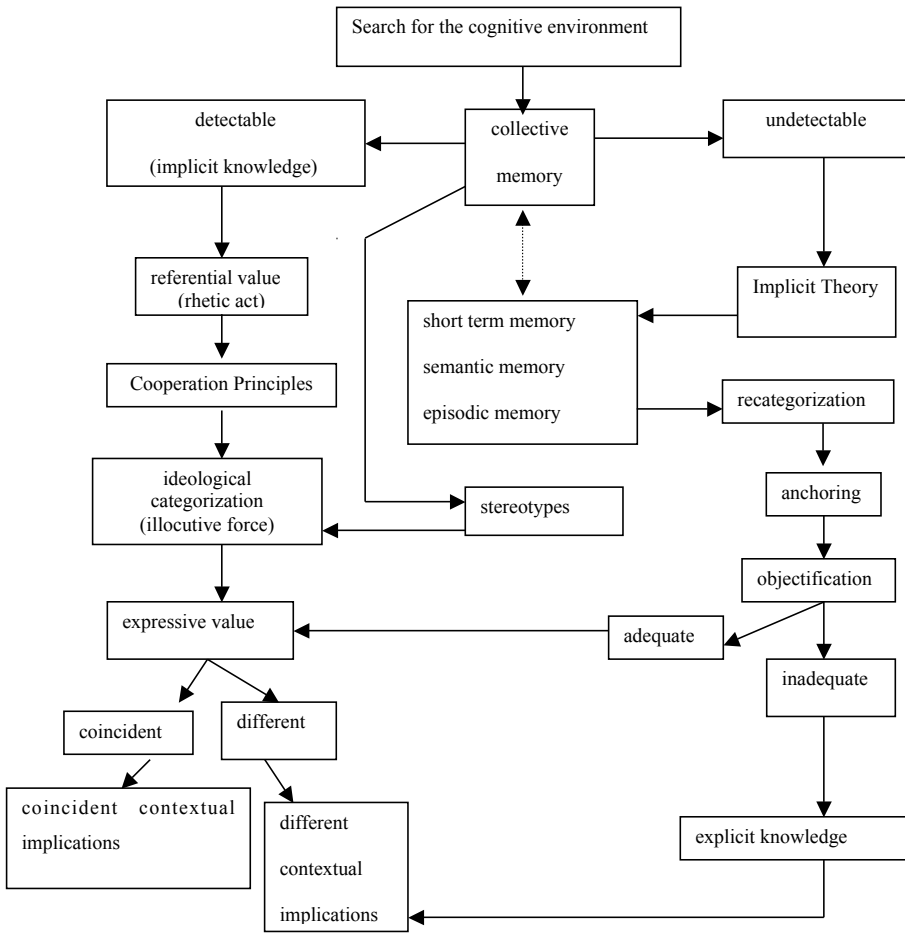 Search for the cognitive environment
detectable
(implicit knowledge)
collective
memory
undetectable
referential value
(rhetic act)
Implicit Theory
short term memory
semantic memory
episodic memory
Cooperation Principles
recategorization
ideological
categorization
(illocutive force)
stereotypes
anchoring
objectification
expressive value
adequate
inadequate
coincident
different
coincident contextual
implications
different
contextual
implications
explicit knowledge